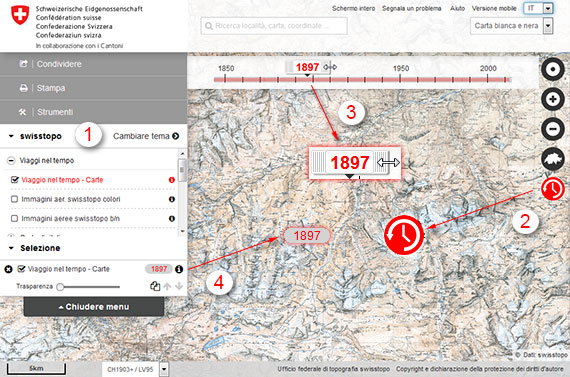 Schweizerische Eidgenossenschaft
Confédération suisse
Confederazione Svizzera
Confederaziun svizra
In collaborazione con i Cantoni
Schermo intero Segnala un problema Aiuto Versione mobile IT
Ricerca località, carta, coordinate ...
Carta bianca e nera
Condividere
Stampa
Strumenti
1850 1897 1950 2000
3
1
swisstopo Cambiare tema
Viaggi nel tempo
Viaggio nel tempo - Carte
Immagini aer. swisstopo colori
Immagini aeree swisstopo b/n
1897
2
Selezione
1897
Viaggio nel tempo - Carte 1897
4
Trasparenza
Chiudere menu
© Dati: swisstopo
5km
CH1903+ / LV95
Ufficio federale di topografia swisstopo Copyright e dichiarazione della protezione dei diritti d'autore